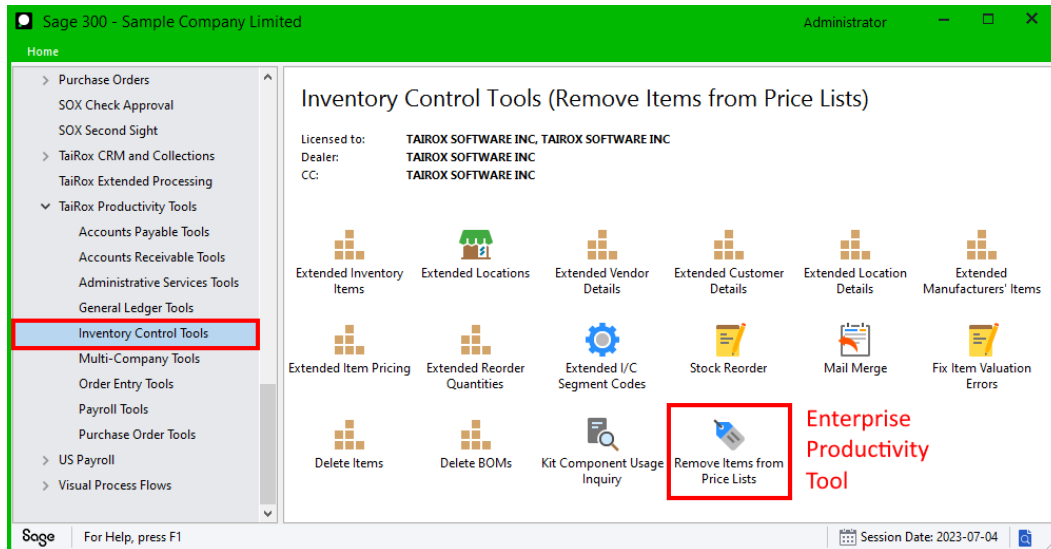 Sage 300 - Sample Company Limited
Administrator
Home
Purchase Orders
SOX Check Approval
SOX Second Sight
TaiRox CRM and Collections
TaiRox Extended Processing
TaiRox Productivity Tools
Accounts Payable Tools
Accounts Receivable Tools
Administrative Services Tools
General Ledger Tools
Inventory Control Tools
Multi-Company Tools
Order Entry Tools
Payroll Tools
Purchase Order Tools
US Payroll
Visual Process Flows
Inventory Control Tools (Remove Items from Price Lists)
Licensed to: TAIROX SOFTWARE INC, TAIROX SOFTWARE INC
Dealer: TAIROX SOFTWARE INC
CC: TAIROX SOFTWARE INC
Extended Inventory
Items
Extended Locations
Extended Vendor
Details
Extended Customer
Details
Extended Location
Details
Extended
Manufacturers' Items
Extended Item Pricing
Extended Reorder
Quantities
Extended I/C
Segment Codes
Stock Reorder
Mail Merge
Fix Item Valuation
Errors
Delete Items
Delete BOMs
Kit Component Usage
Inquiry
Remove Items from
Price Lists
Enterprise
Productivity
Tool
Sage
For Help, press F1
Session Date: 2023-07-04